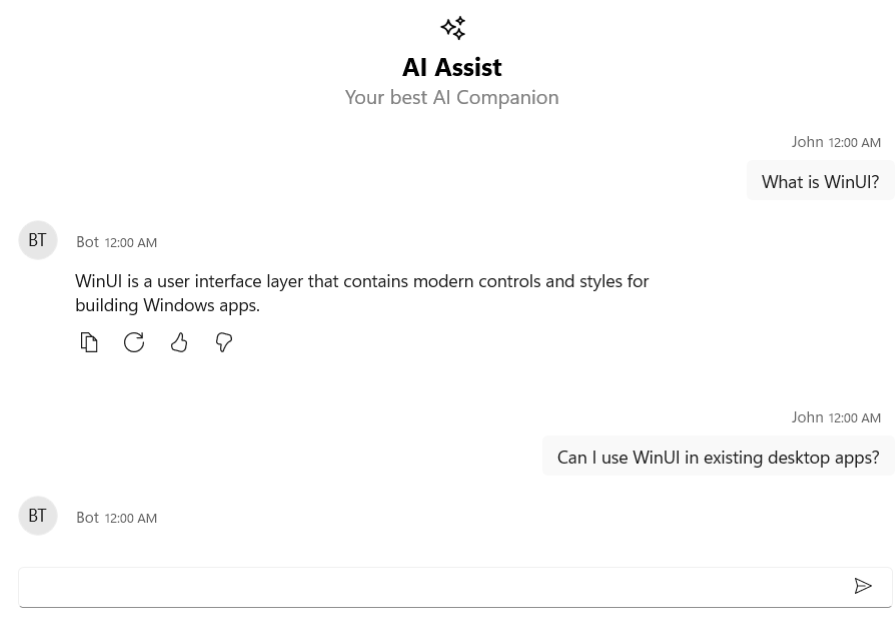 AI Assist
Your best AI Companion
John 12:00 AM
What is WinUI?
BT
Bot 12:00 AM
WinUI is a user interface layer that contains modern controls and styles for
building Windows apps.
John 12:00 AM
Can I use WinUI in existing desktop apps?
BT
Bot 12:00 AM